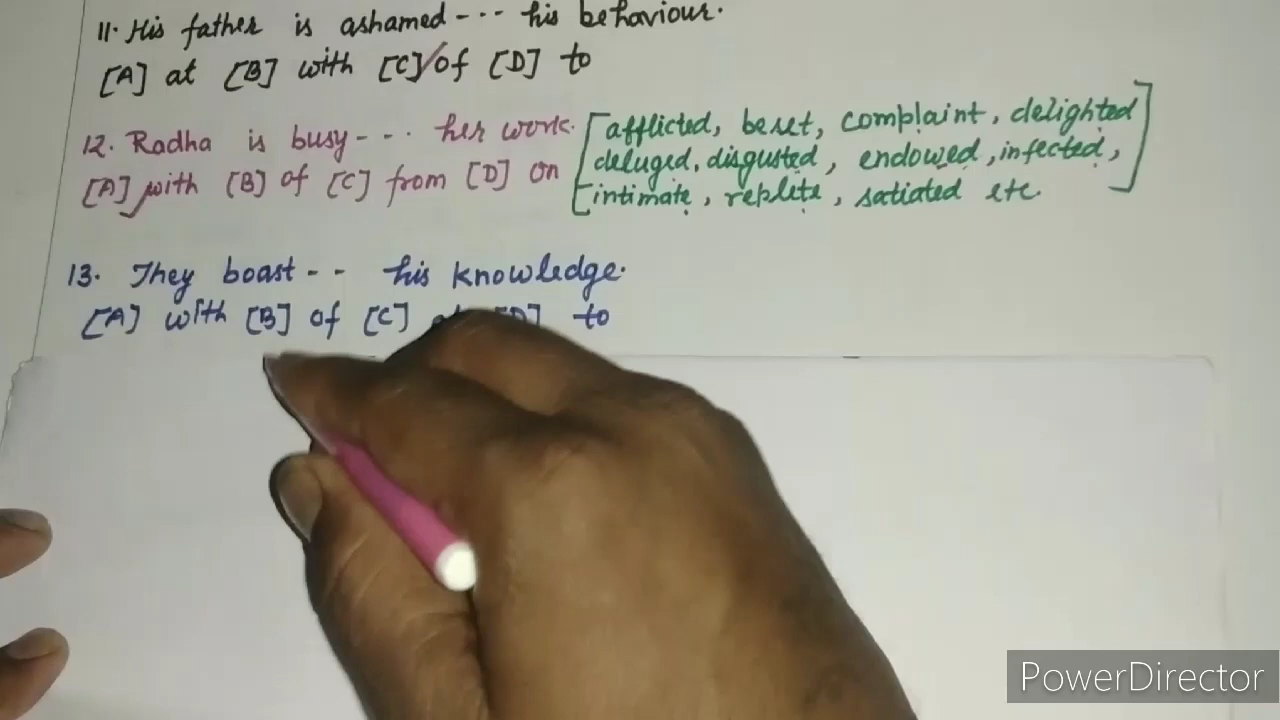 11. His father is ashamed --- his behaviour.
[A] at [B] with [C] of [D] to
12. Radha is busy --- her work.
[A] with [B] of [C] from [D] on
[afflicted, beset, complaint, delighted
deluged, disgusted, endowed, infected,
intimate, replete, satiated etc]
13. They boast -- his knowledge.
[A] with [B] of [C] [D] to
PowerDirector